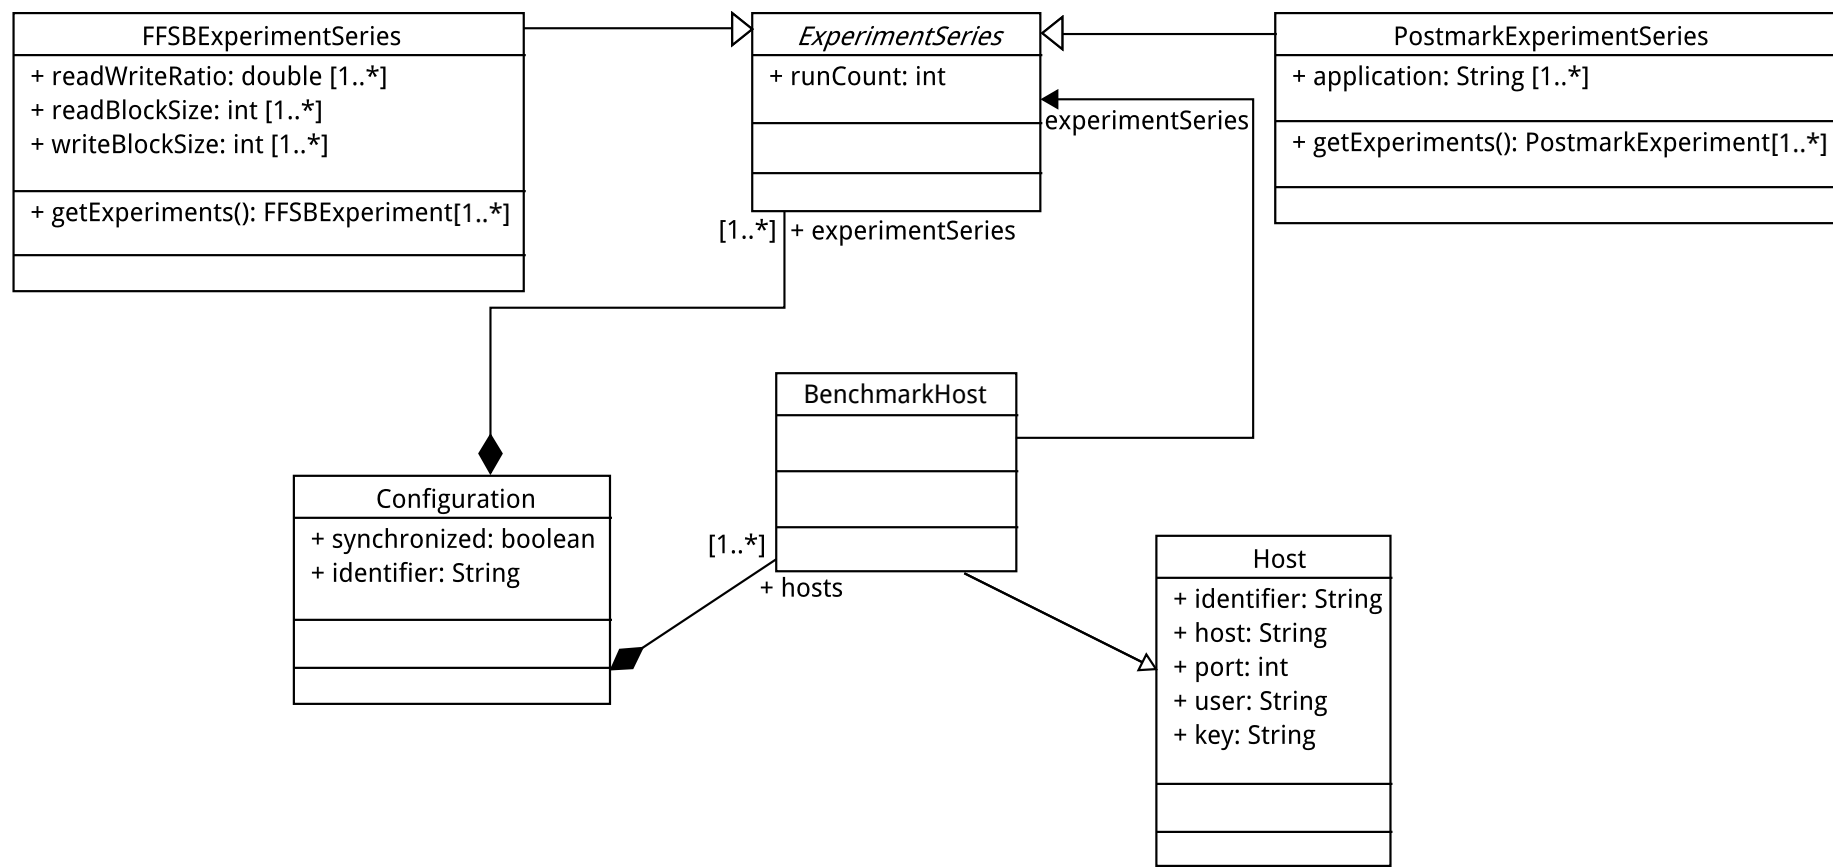 FFSBExperimentSeries
+ readWriteRatio: double [1..*]
+ readBlockSize: int [1..*]
+ writeBlockSize: int [1..*]
+ getExperiments(): FFSBExperiment[1..*]
ExperimentSeries
+ runCount: int
PostmarkExperimentSeries
+ application: String [1..*]
+ getExperiments(): PostmarkExperiment[1..*]
experimentSeries
[1..*]
+ experimentSeries
BenchmarkHost
Configuration
+ synchronized: boolean
+ identifier: String
[1..*]
+ hosts
Host
+ identifier: String
+ host: String
+ port: int
+ user: String
+ key: String